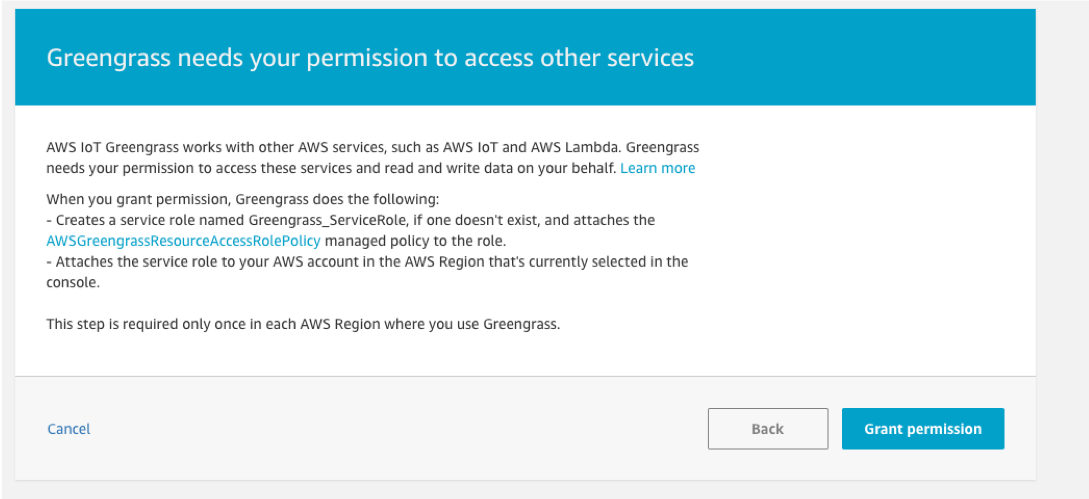 Greengrass needs your permission to access other services
AWS IoT Greengrass works with other AWS services, such as AWS IoT and AWS Lambda. Greengrass
needs your permission to access these services and read and write data on your behalf. Learn more
When you grant permission, Greengrass does the following:
- Creates a service role named Greengrass_ServiceRole, if one doesn't exist, and attaches the
AWSGreengrassResourceAccessRolePolicy managed policy to the role.
- Attaches the service role to your AWS account in the AWS Region that's currently selected in the
console.
This step is required only once in each AWS Region where you use Greengrass.
Cancel
Back
Grant permission